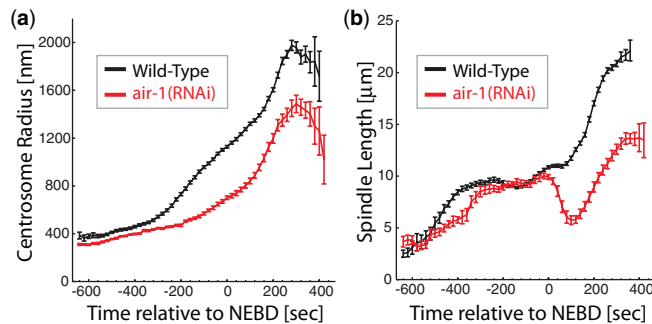 (a)
Centrosome Radius [nm]
2000
1600
1200
800
400
0
Wild-Type
air-1(RNAi)
-600 -400 -200 0 200 400
Time relative to NEBD [sec]
(b)
Spindle Length [µm]
25
20
15
10
5
0
Wild-Type
air-1(RNAi)
-600 -400 -200 0 200 400
Time relative to NEBD [sec]